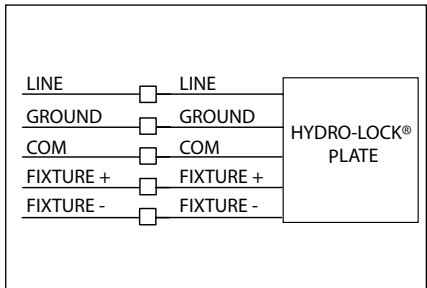 LINE LINE
GROUND GROUND
COM COM
FIXTURE + FIXTURE +
FIXTURE - FIXTURE -
HYDRO-LOCK®
PLATE